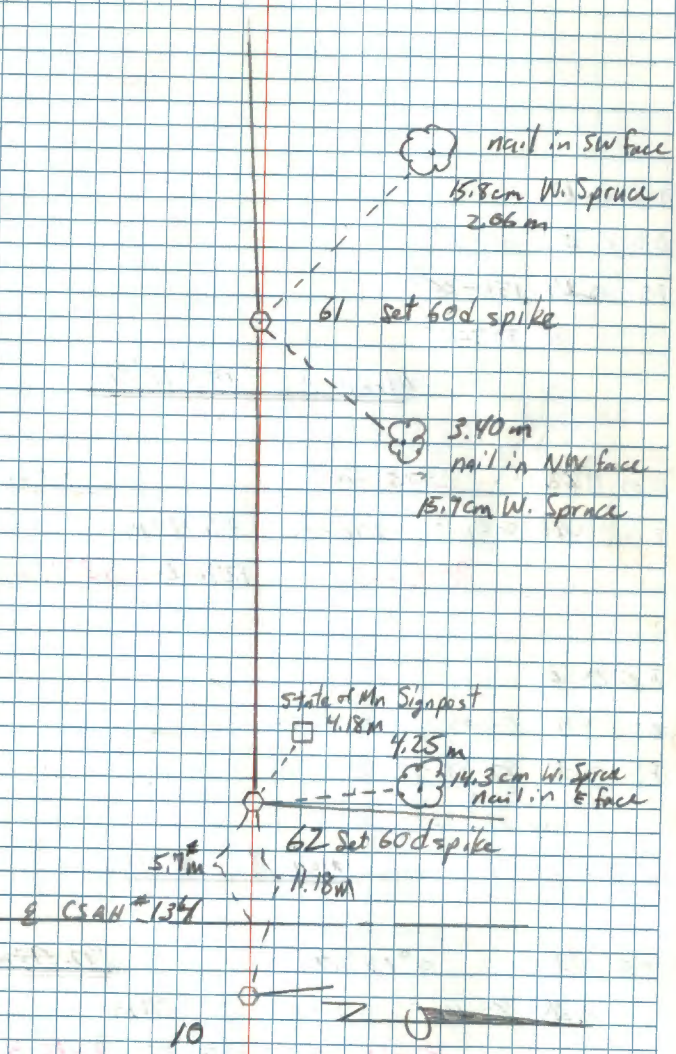 nail in SW face
15.8cm W. Spruce
2.06 m
61 Set 60d spike
3.40 m
nail in NW face
15.7cm W. Spruce
State of Mn Signpost
4.18m
4.25 m
14.3cm W. Spruce
nail in E face
62 Set 60d spike
11.18m
CSAH #134
10